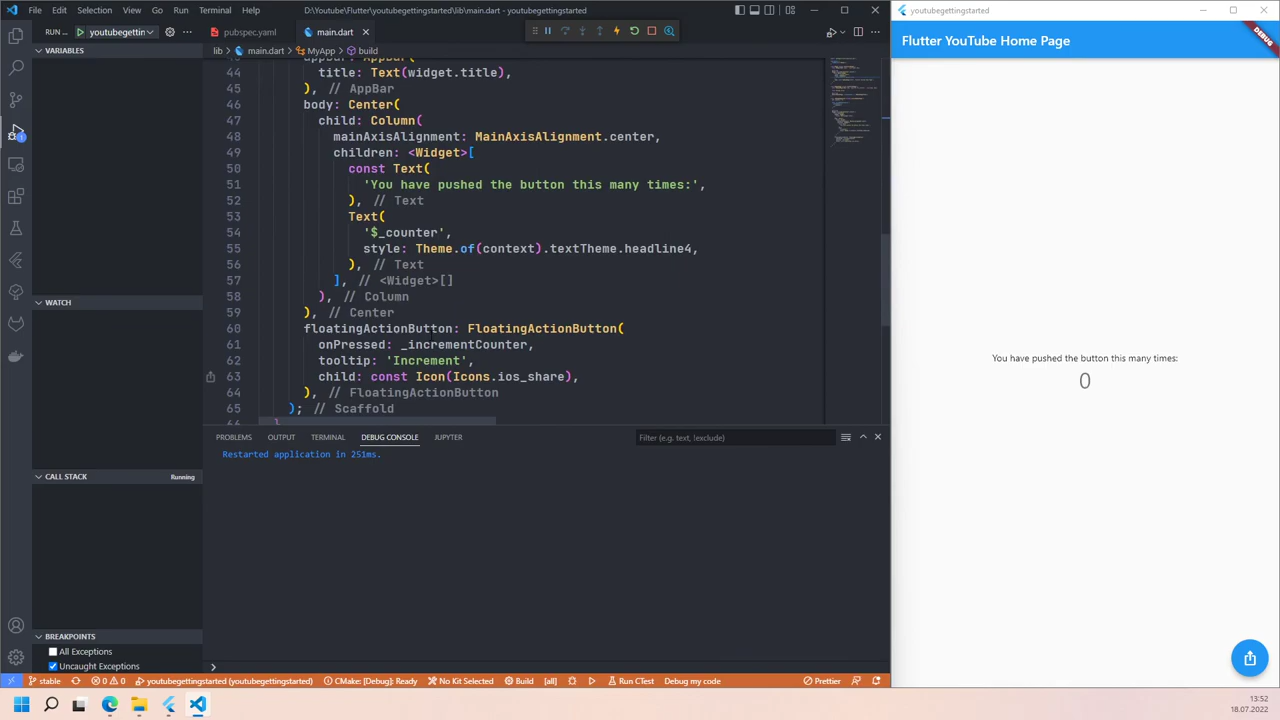 File Edit Selection View Go Run Terminal Help D:\Youtube\Flutter\youtubegettingstarted\lib\main.dart - youtubegettingstarted
RUN ... youtubegettin
pubspec.yaml main.dart
lib > main.dart > MyApp > build
VARIABLES
WATCH
CALL STACK Running
BREAKPOINTS
All Exceptions
Uncaught Exceptions
appBar: AppBar(
44 title: Text(widget.title),
45 ), // AppBar
46 body: Center(
47 child: Column(
48 mainAxisAlignment: MainAxisAlignment.center,
49 children: <Widget>[
50 const Text(
51 'You have pushed the button this many times:',
52 ), // Text
53 Text(
54 '$_counter',
55 style: Theme.of(context).textTheme.headline4,
56 ), // Text
57 ], // <Widget>[]
58 ), // Column
59 ), // Center
60 floatingActionButton: FloatingActionButton(
61 onPressed: _incrementCounter,
62 tooltip: 'Increment',
63 child: const Icon(Icons.ios_share),
64 ), // FloatingActionButton
65 ); // Scaffold
PROBLEMS OUTPUT TERMINAL DEBUG CONSOLE JUPYTER Filter (e.g. text, !exclude)
Restarted application in 251ms.
stable 0 0 youtubegettingstarted (youtubegettingstarted) CMake: [Debug]: Ready No Kit Selected Build [all] Run CTest Debug my code Prettier
youtubegettingstarted
Flutter YouTube Home Page
DEBUG
You have pushed the button this many times:
0
13:52
18.07.2022